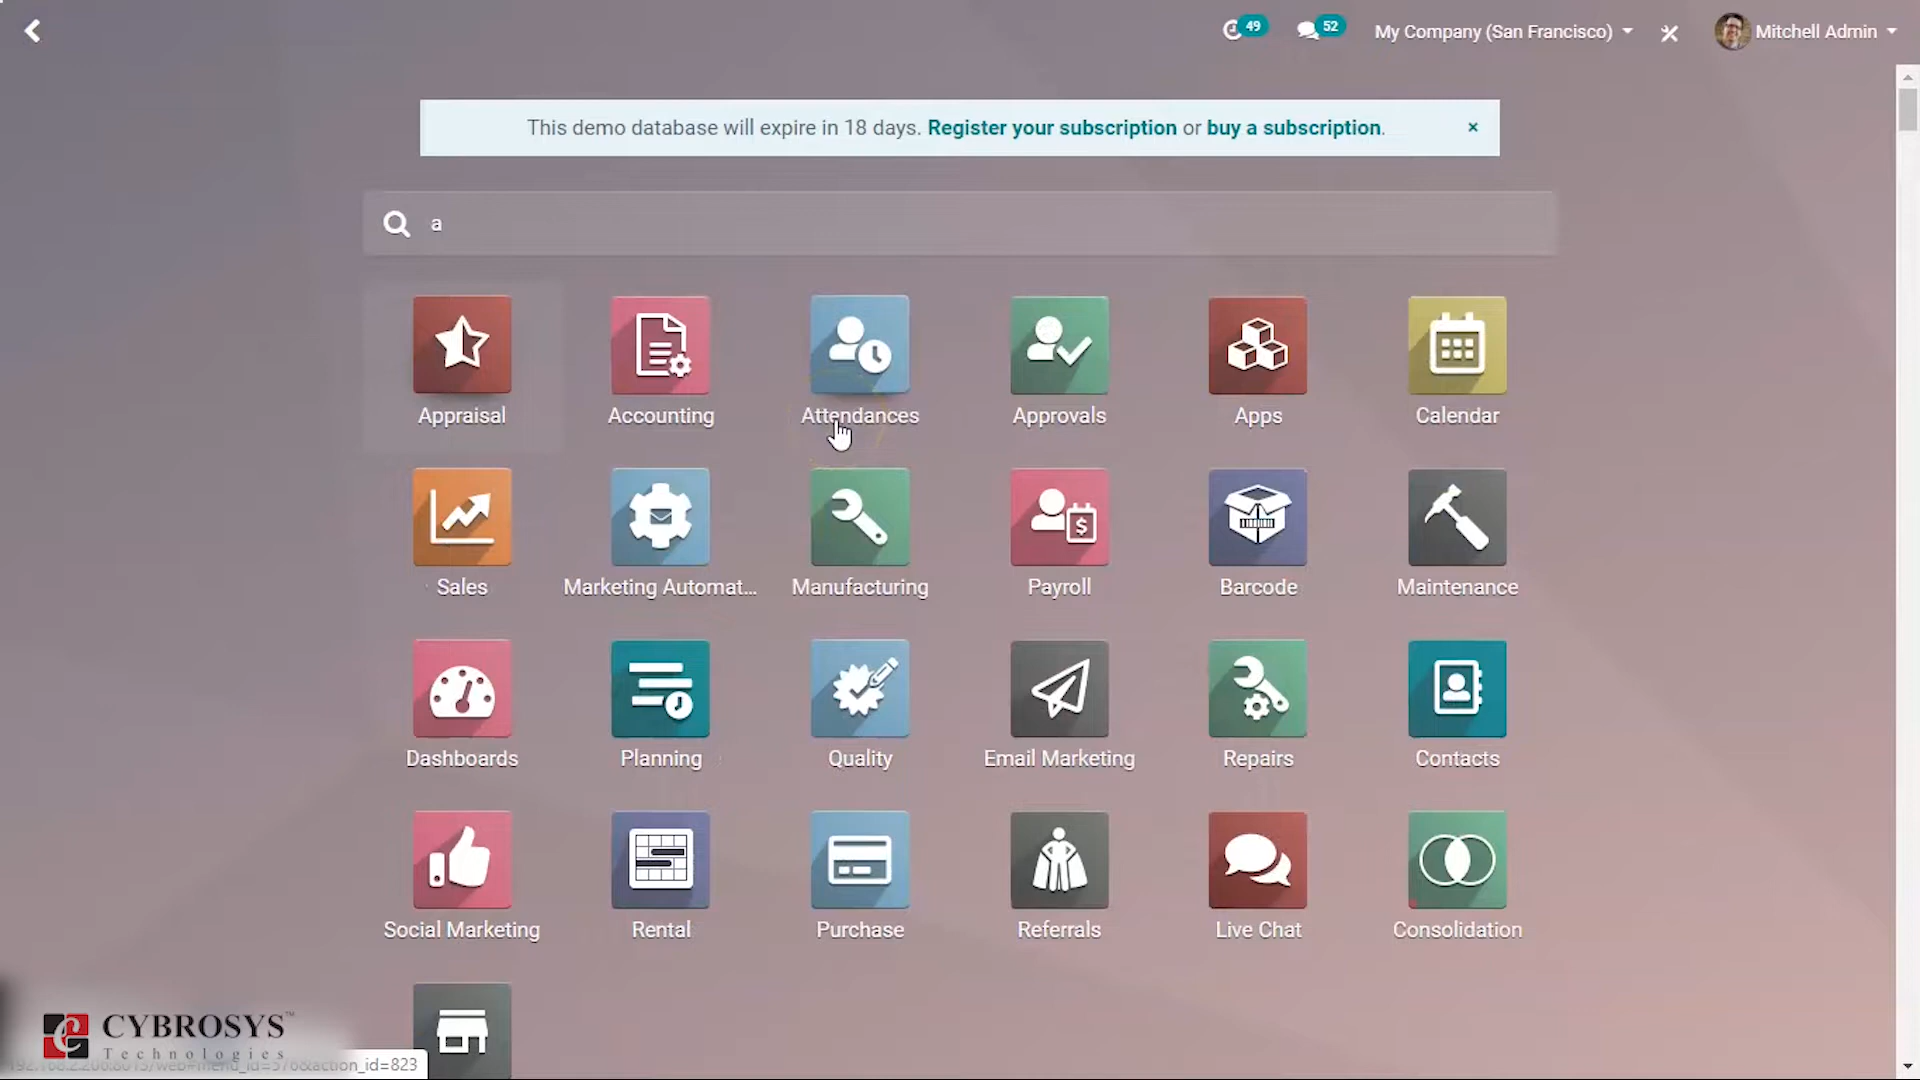 49
52
My Company (San Francisco)
Mitchell Admin
This demo database will expire in 18 days. Register your subscription or buy a subscription.
a
Appraisal
Accounting
Attendances
Approvals
Apps
Calendar
Sales
Marketing Automat...
Manufacturing
Payroll
Barcode
Maintenance
Dashboards
Planning
Quality
Email Marketing
Repairs
Contacts
Social Marketing
Rental
Purchase
Referrals
Live Chat
Consolidation
CYBROSYS™
Technologies
action_id=823